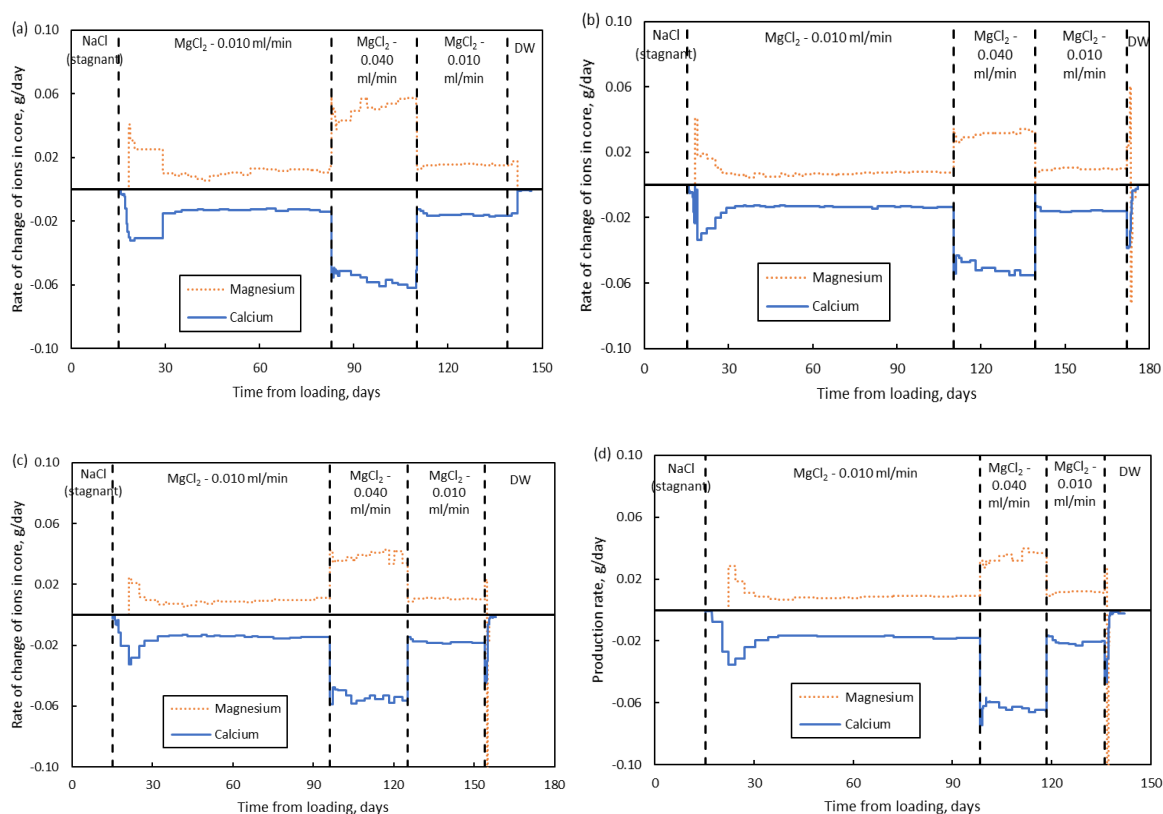 (a)
0.10
0.06
0.02
-0.02
-0.06
-0.10
Rate of change of ions in core, g/day
NaCl
(stagnant)
MgCl₂ - 0.010 ml/min
MgCl₂ -
0.040
ml/min
MgCl₂ -
0.010
ml/min
DW
Magnesium
Calcium
0 30 60 90 120 150
Time from loading, days
(b)
0.10
0.06
0.02
-0.02
-0.06
-0.10
Rate of change of ions in core, g/day
NaCl
(stagnant)
MgCl₂ - 0.010 ml/min
MgCl₂ -
0.040
ml/min
MgCl₂ -
0.010
ml/min
DW
Magnesium
Calcium
0 30 60 90 120 150 180
Time from loading, days
(c)
0.10
0.06
0.02
-0.02
-0.06
-0.10
Rate of change of ions in core, g/day
NaCl
(stagnant)
MgCl₂ - 0.010 ml/min
MgCl₂ -
0.040
ml/min
MgCl₂ -
0.010
ml/min
DW
Magnesium
Calcium
0 30 60 90 120 150 180
Time from loading, days
(d)
0.10
0.06
0.02
-0.02
-0.06
-0.10
Production rate, g/day
NaCl
(stagnant)
MgCl₂ - 0.010 ml/min
MgCl₂ -
0.040
ml/min
MgCl₂ -
0.010
ml/min
DW
Magnesium
Calcium
0 30 60 90 120 150
Time from loading, days